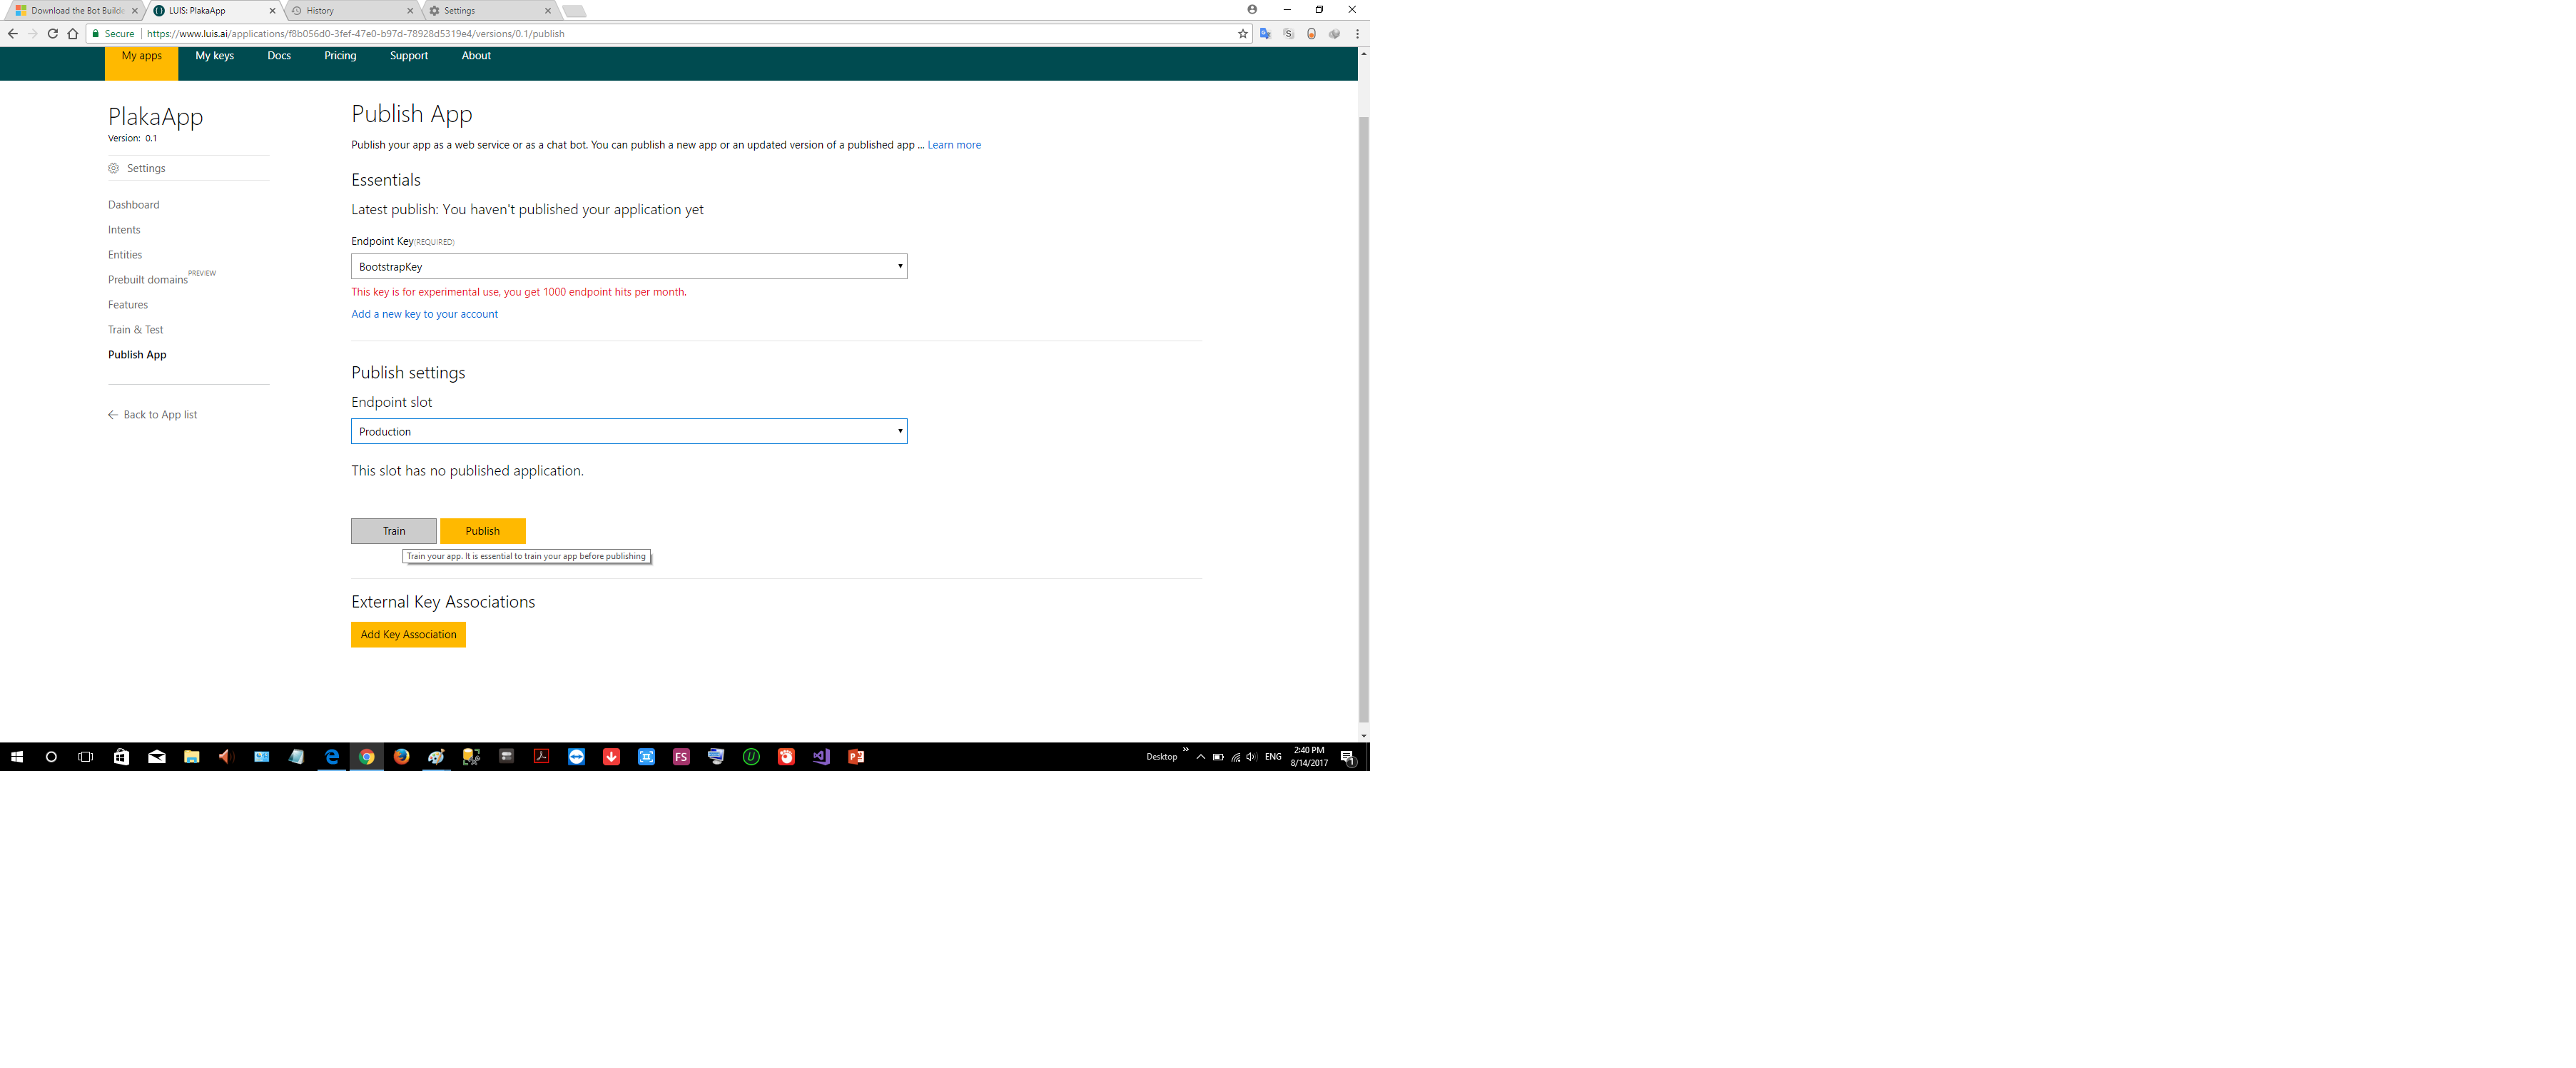 Download the Bot Builde
LUIS: PlakaApp
History
Settings
Secure
https://www.luis.ai/applications/f8b056d0-3fef-47e0-b97d-78928d5319e4/versions/0.1/publish
My apps
My keys
Docs
Pricing
Support
About
PlakaApp
Version: 0.1
Settings
Dashboard
Intents
Entities
Prebuilt domains PREVIEW
Features
Train & Test
Publish App
Back to App list
Publish App
Publish your app as a web service or as a chat bot. You can publish a new app or an updated version of a published app ... Learn more
Essentials
Latest publish: You haven't published your application yet
Endpoint Key(REQUIRED)
BootstrapKey
This key is for experimental use, you get 1000 endpoint hits per month.
Add a new key to your account
Publish settings
Endpoint slot
Production
This slot has no published application.
Train
Publish
Train your app. It is essential to train your app before publishing
External Key Associations
Add Key Association
Desktop
ENG
2:40 PM
8/14/2017
1